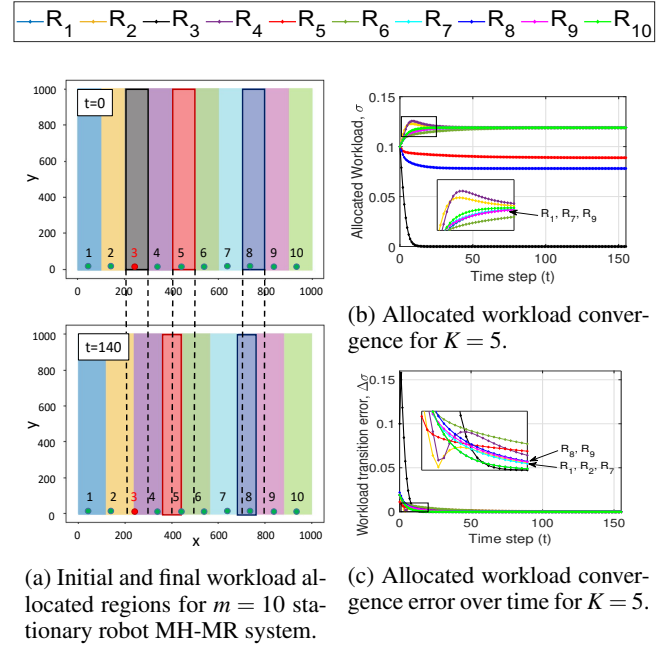 R1 R2 R3 R4 R5 R6 R7 R8 R9 R10
1000
800
600
400
200
0
y
t=0
1 2 3 4 5 6 7 8 9 10
0 200 400 600 800 1000
1000
800
600
400
200
0
y
t=140
1 2 3 4 5 6 7 8 9 10
0 200 400 600 800 1000
x
(a) Initial and final workload al-
located regions for m = 10 sta-
tionary robot MH-MR system.
0.15
0.1
0.05
0
Allocated Workload, σ
R1, R7, R9
0 50 100 150
Time step (t)
(b) Allocated workload conver-
gence for K = 5.
0.15
0.1
0.05
0
Workload transition error, Δσ
R8, R9
R1, R2, R7
0 50 100 150
Time step (t)
(c) Allocated workload conver-
gence error over time for K = 5.